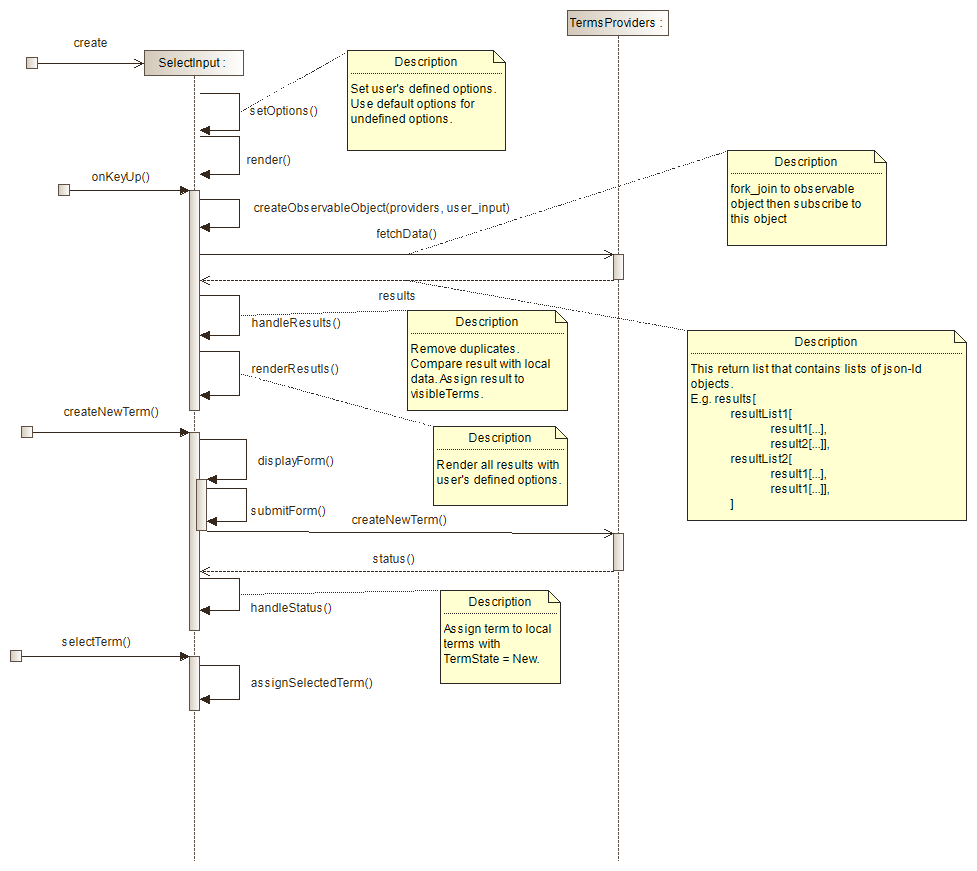 TermsProviders :
create
SelectInput :
Description
Set user's defined options.
Use default options for
undefined options.
setOptions()
render()
Description
fork_join to observable
object then subscribe to
this object
onKeyUp()
createObservableObject(providers, user_input)
fetchData()
results
handleResults()
Description
Remove duplicates.
Compare result with local
data. Assign result to
visibleTerms.
Description
This return list that contains lists of json-ld
objects.
E.g. results[
resultList1[
result1[...],
result2[...]],
resultList2[
result1[...],
result1[...]],
]
renderResutls()
createNewTerm()
Description
Render all results with
user's defined options.
displayForm()
submitForm()
createNewTerm()
status()
handleStatus()
Description
Assign term to local
terms with
TermState = New.
selectTerm()
assignSelectedTerm()